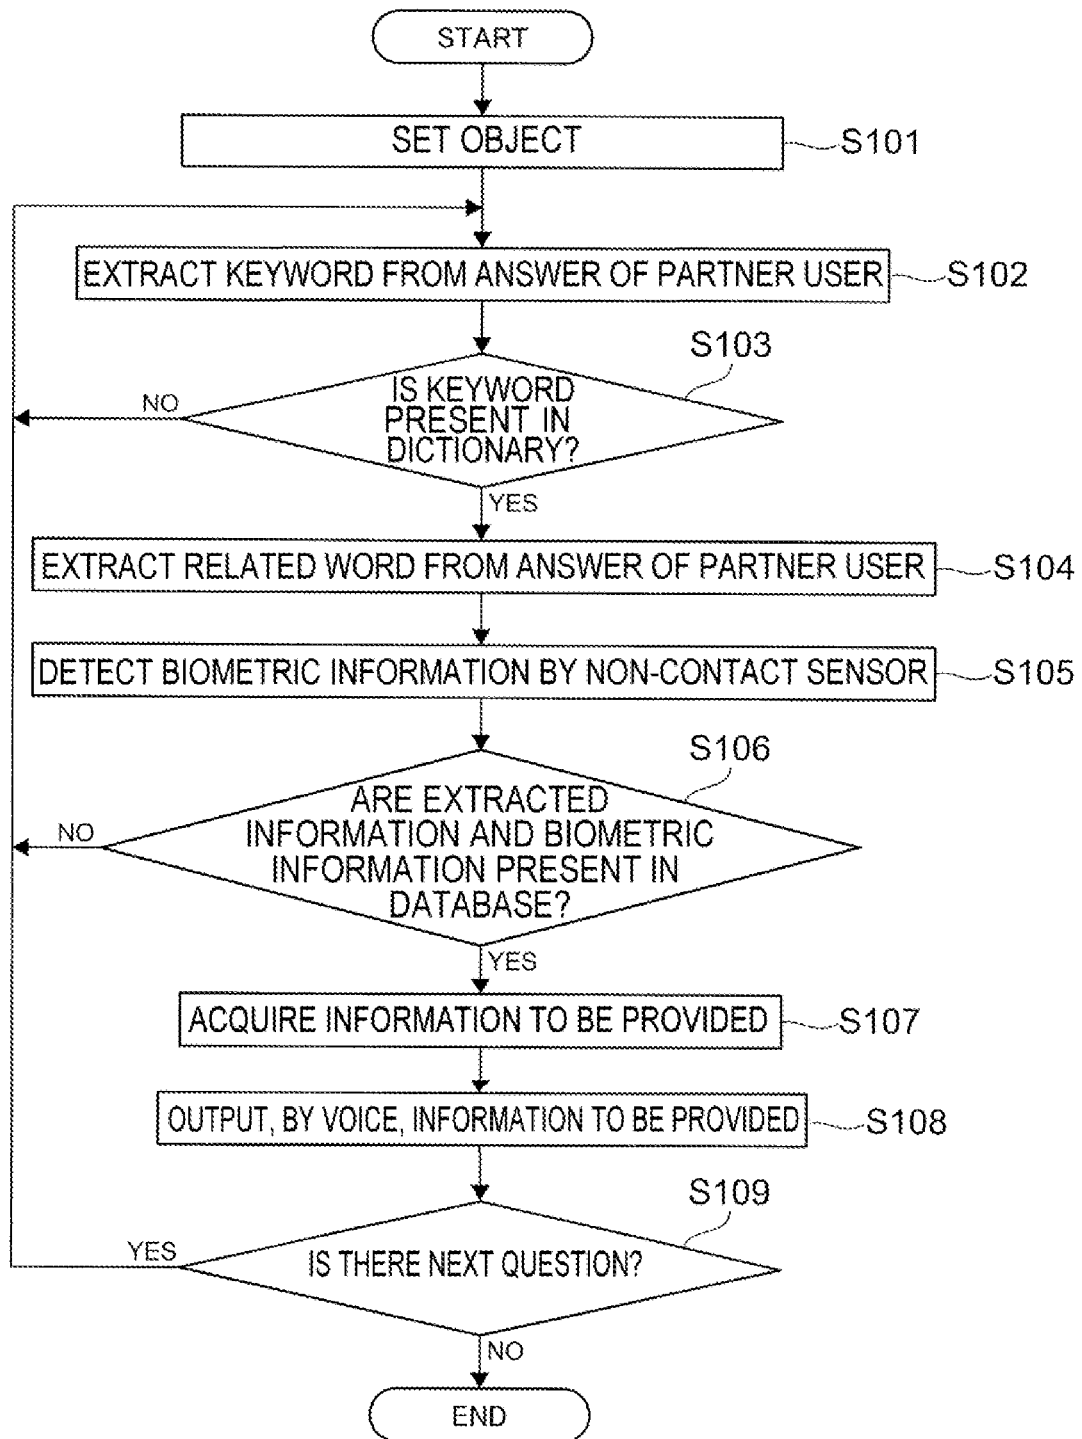 START
SET OBJECT
S101
EXTRACT KEYWORD FROM ANSWER OF PARTNER USER
S102
S103
IS KEYWORD
PRESENT IN
DICTIONARY?
NO
YES
EXTRACT RELATED WORD FROM ANSWER OF PARTNER USER
S104
DETECT BIOMETRIC INFORMATION BY NON-CONTACT SENSOR
S105
S106
ARE EXTRACTED
INFORMATION AND BIOMETRIC
INFORMATION PRESENT IN
DATABASE?
NO
YES
ACQUIRE INFORMATION TO BE PROVIDED
S107
OUTPUT, BY VOICE, INFORMATION TO BE PROVIDED
S108
S109
IS THERE NEXT QUESTION?
YES
NO
END